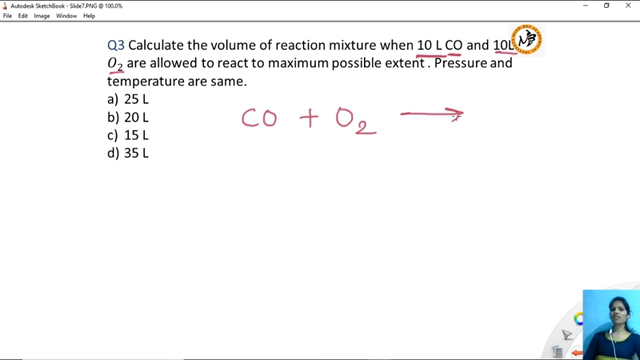 Autodesk SketchBook - Slide7.PNG @ 100.0%
File Edit Image Window Help
Q3 Calculate the volume of reaction mixture when 10 L CO and 10L
O₂ are allowed to react to maximum possible extent . Pressure and
temperature are same.
a) 25 L
b) 20 L
c) 15 L
d) 35 L
CO + O₂ ⟶